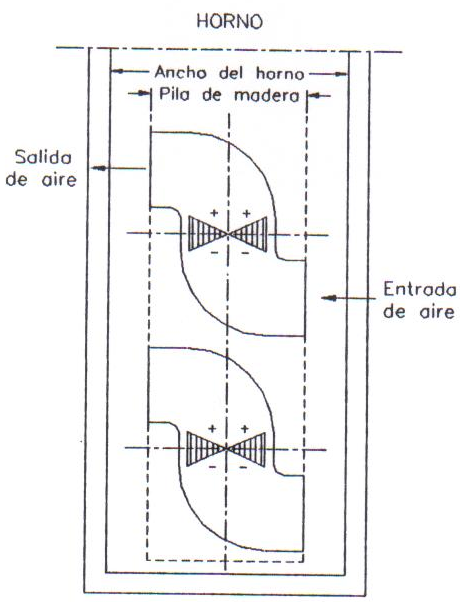 HORNO
Ancho del horno
Pila de madera
Salida
de aire
+ +
- -
Entrada
de aire
+ +
- -